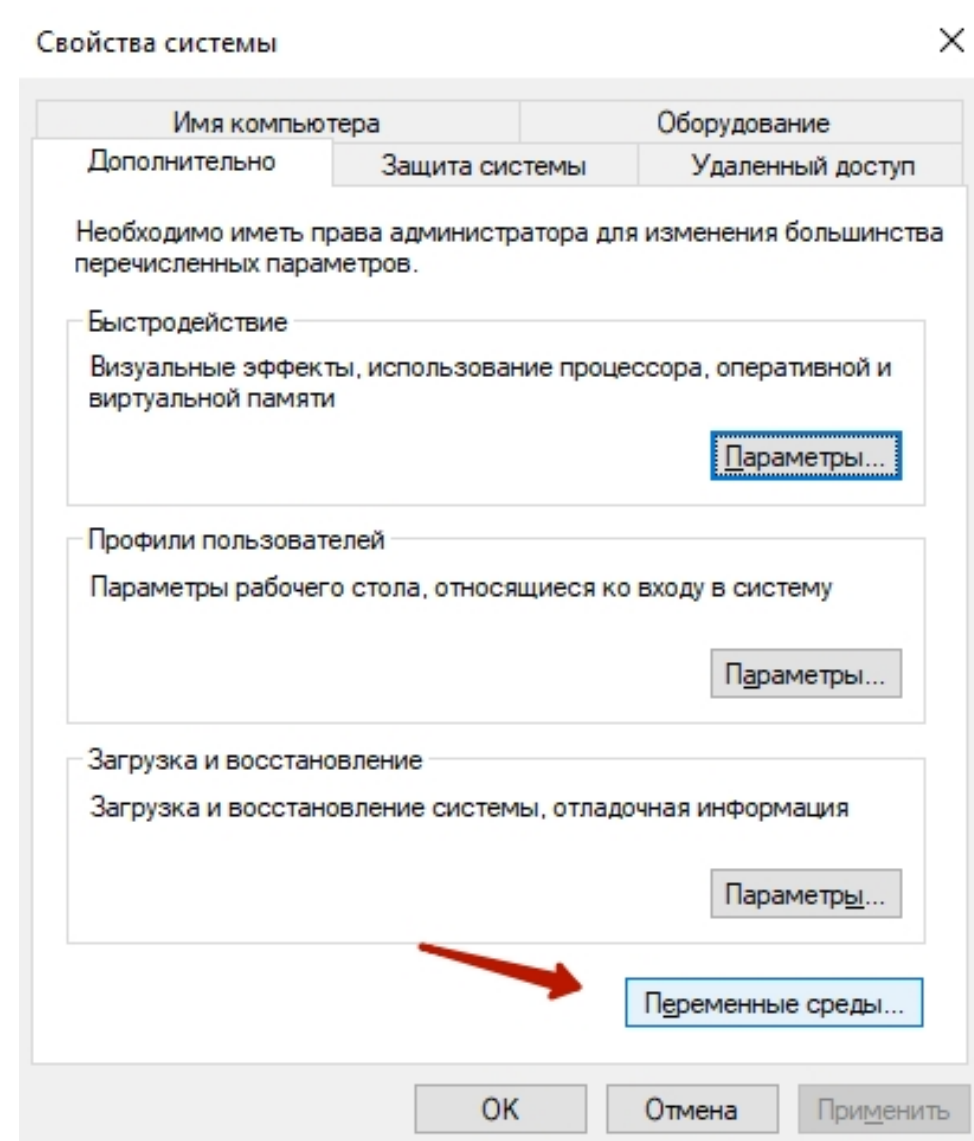 Свойства системы
Имя компьютера
Оборудование
Дополнительно
Защита системы
Удаленный доступ
Необходимо иметь права администратора для изменения большинства
перечисленных параметров.
Быстродействие
Визуальные эффекты, использование процессора, оперативной и
виртуальной памяти
Параметры...
Профили пользователей
Параметры рабочего стола, относящиеся ко входу в систему
Параметры...
Загрузка и восстановление
Загрузка и восстановление системы, отладочная информация
Параметры...
Переменные среды...
ОК
Отмена
Применить